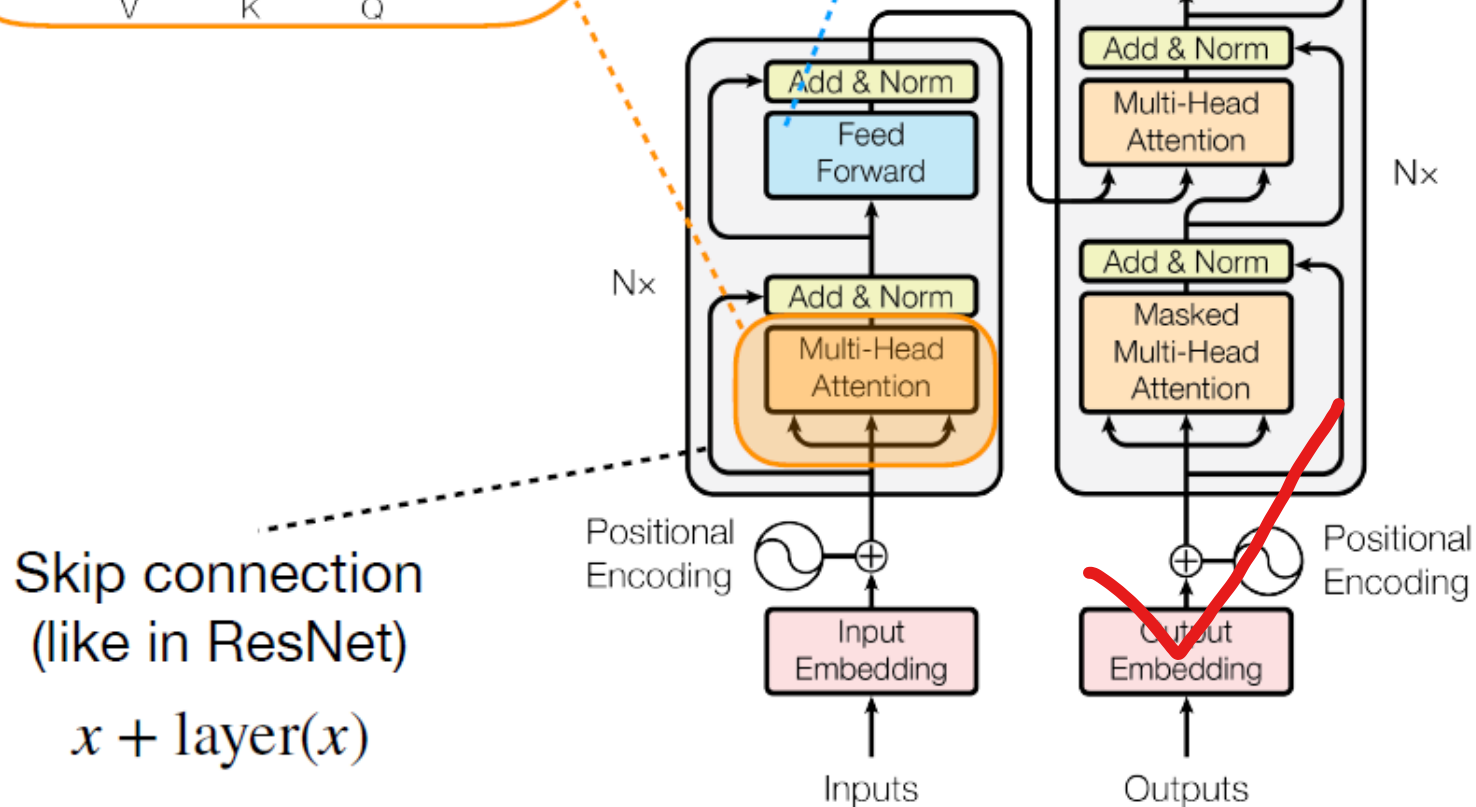 V K Q
Add & Norm
Feed
Forward
Add & Norm
Multi-Head
Attention
Nx
Positional
Encoding
Input
Embedding
Inputs
Add & Norm
Multi-Head
Attention
Nx
Add & Norm
Masked
Multi-Head
Attention
Positional
Encoding
Output
Embedding
Outputs
Skip connection
(like in ResNet)
x + layer(x)